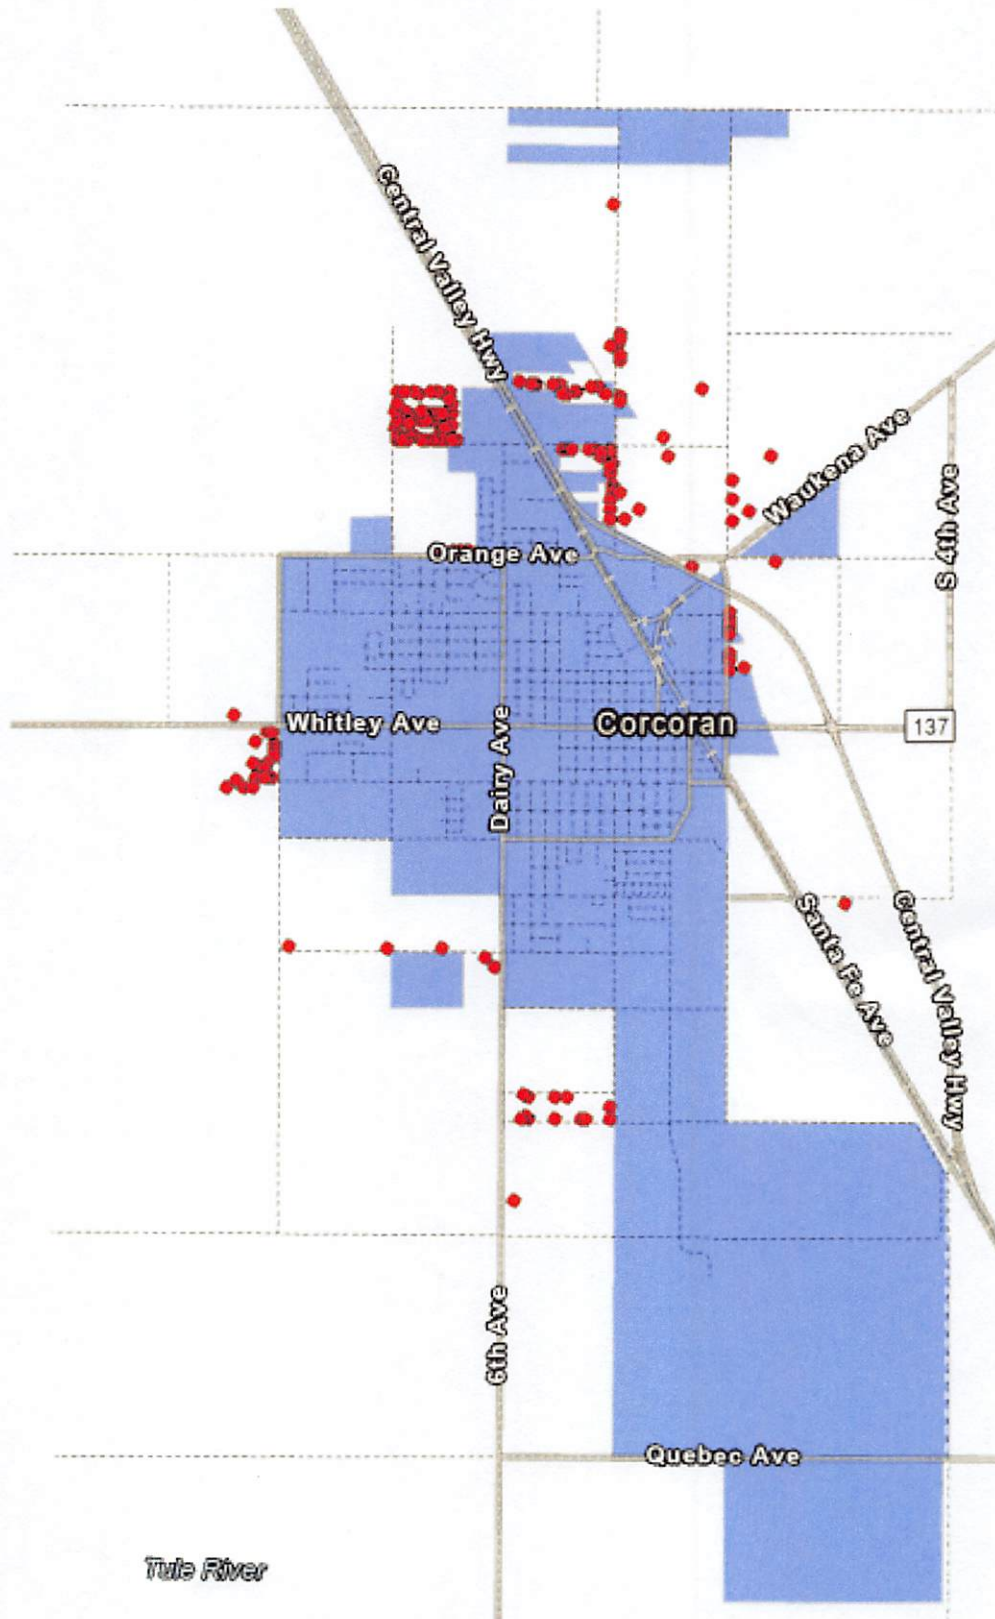 Central Valley Hwy
Waukena Ave
S 4th Ave
Orange Ave
Whitley Ave
Corcoran
137
Dairy Ave
Santa Fe Ave
Central Valley Hwy
6th Ave
Quebec Ave
Tule River